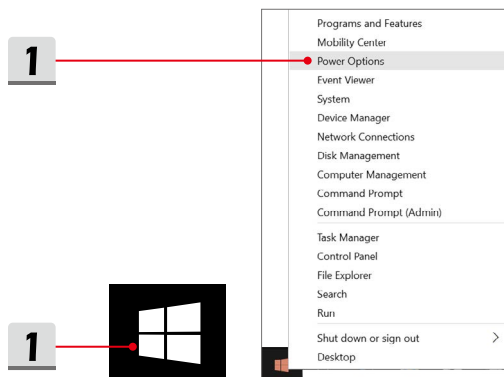 1
Programs and Features
Mobility Center
Power Options
Event Viewer
System
Device Manager
Network Connections
Disk Management
Computer Management
Command Prompt
Command Prompt (Admin)
Task Manager
Control Panel
File Explorer
Search
Run
Shut down or sign out
Desktop
1